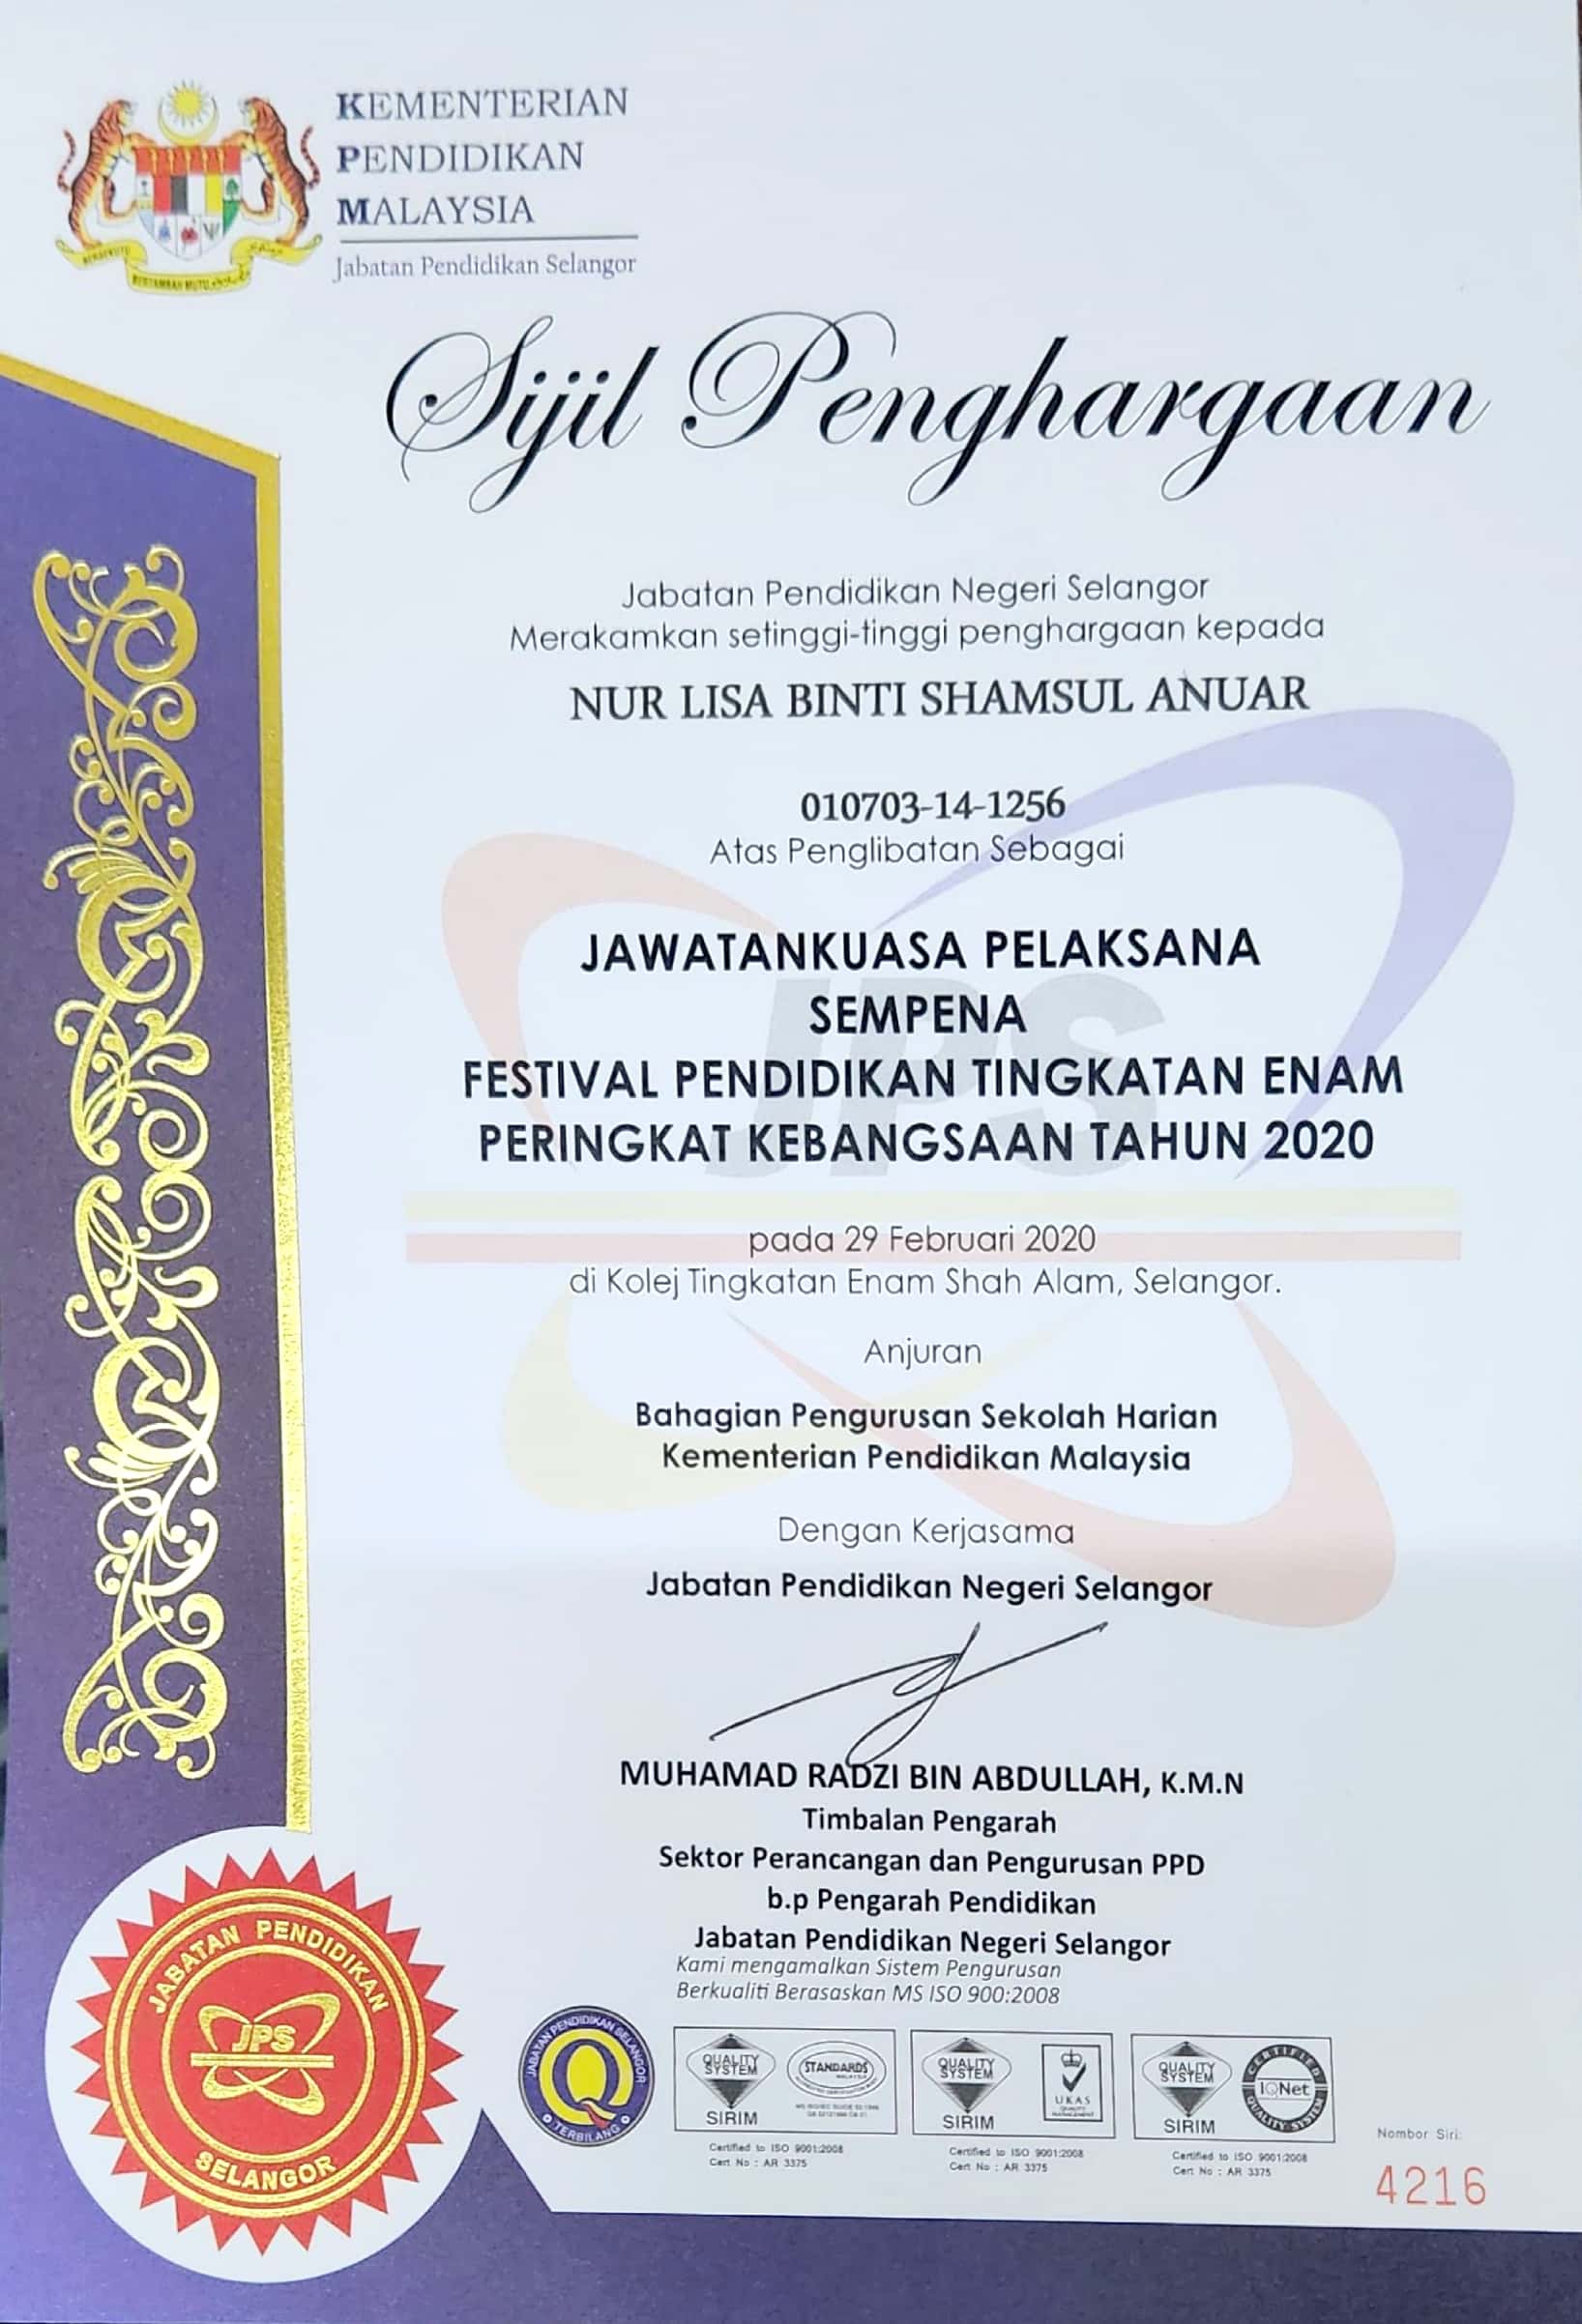 KEMENTERIAN
PENDIDIKAN
MALAYSIA
Jabatan Pendidikan Selangor
BERSEKUTU
BERTAMBAH MUTU
Sijil Penghargaan
Jabatan Pendidikan Negeri Selangor
Merakamkan setinggi-tinggi penghargaan kepada
NUR LISA BINTI SHAMSUL ANUAR
010703-14-1256
Atas Penglibatan Sebagai
JAWATANKUASA PELAKSANA
SEMPENA
FESTIVAL PENDIDIKAN TINGKATAN ENAM
PERINGKAT KEBANGSAAN TAHUN 2020
JPS
pada 29 Februari 2020
di Kolej Tingkatan Enam Shah Alam, Selangor.
Anjuran
Bahagian Pengurusan Sekolah Harian
Kementerian Pendidikan Malaysia
Dengan Kerjasama
Jabatan Pendidikan Negeri Selangor
MUHAMAD RADZI BIN ABDULLAH, K.M.N
Timbalan Pengarah
Sektor Perancangan dan Pengurusan PPD
b.p Pengarah Pendidikan
Jabatan Pendidikan Negeri Selangor
Kami mengamalkan Sistem Pengurusan
Berkualiti Berasaskan MS ISO 900:2008
JABATAN PENDIDIKAN
JPS
SELANGOR
JABATAN PENDIDIKAN SELANGOR
Q
TERBILANG
QUALITY SYSTEM
SIRIM
STANDARDS
MALAYSIA
Certified to ISO 9001:2008
Cert No : AR 3375
QUALITY SYSTEM
SIRIM
UKAS
QUALITY
MANAGEMENT
Certified to ISO 9001:2008
Cert No : AR 3375
QUALITY SYSTEM
SIRIM
CERTIFIED
IQNet
QUALITY SYSTEM
Certified to ISO 9001:2008
Cert No : AR 3375
Nombor Siri:
4216